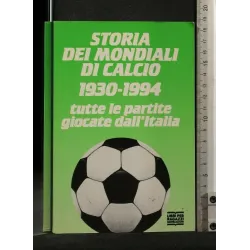 STORIA
DEI MONDIALI
DI CALCIO
1930-1994
tutte le partite
giocate dall'Italia